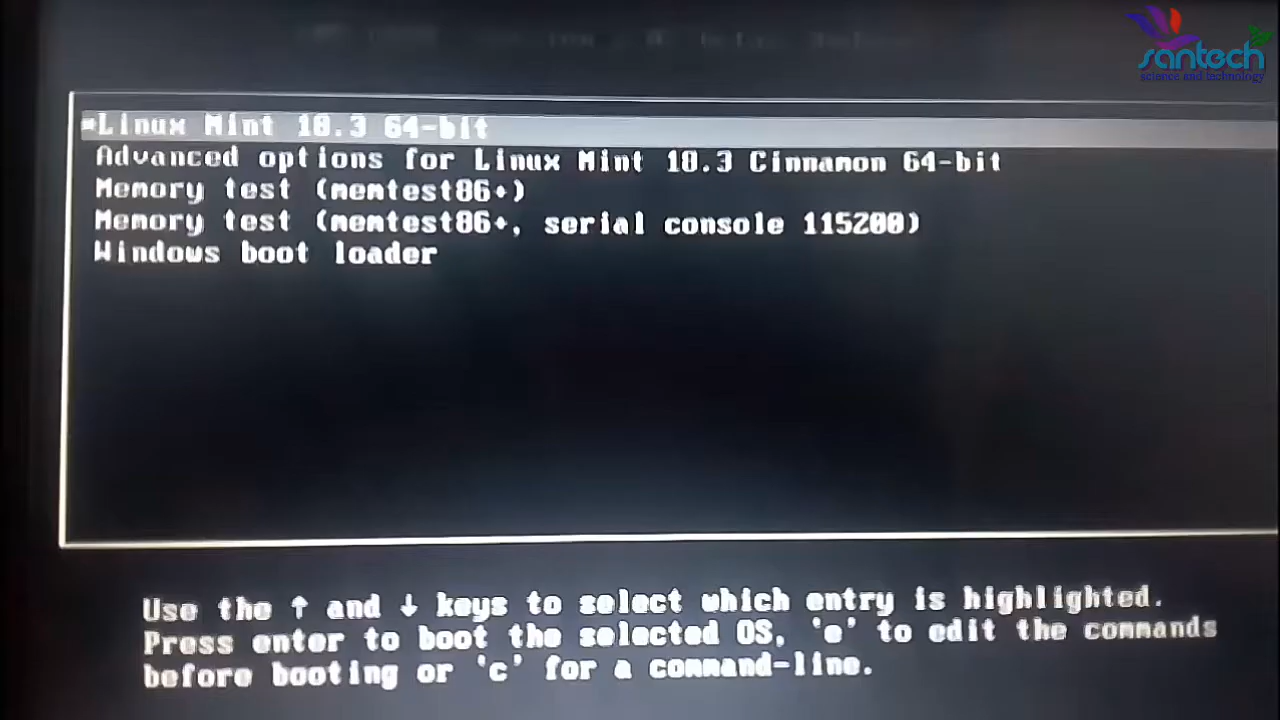 santech
science and technology
*Linux Mint 18.3 64-bit
Advanced options for Linux Mint 18.3 Cinnamon 64-bit
Memory test (memtest86+)
Memory test (memtest86+, serial console 115200)
Windows boot loader
Use the ↑ and ↓ keys to select which entry is highlighted.
Press enter to boot the selected OS, 'e' to edit the commands
before booting or 'c' for a command-line.